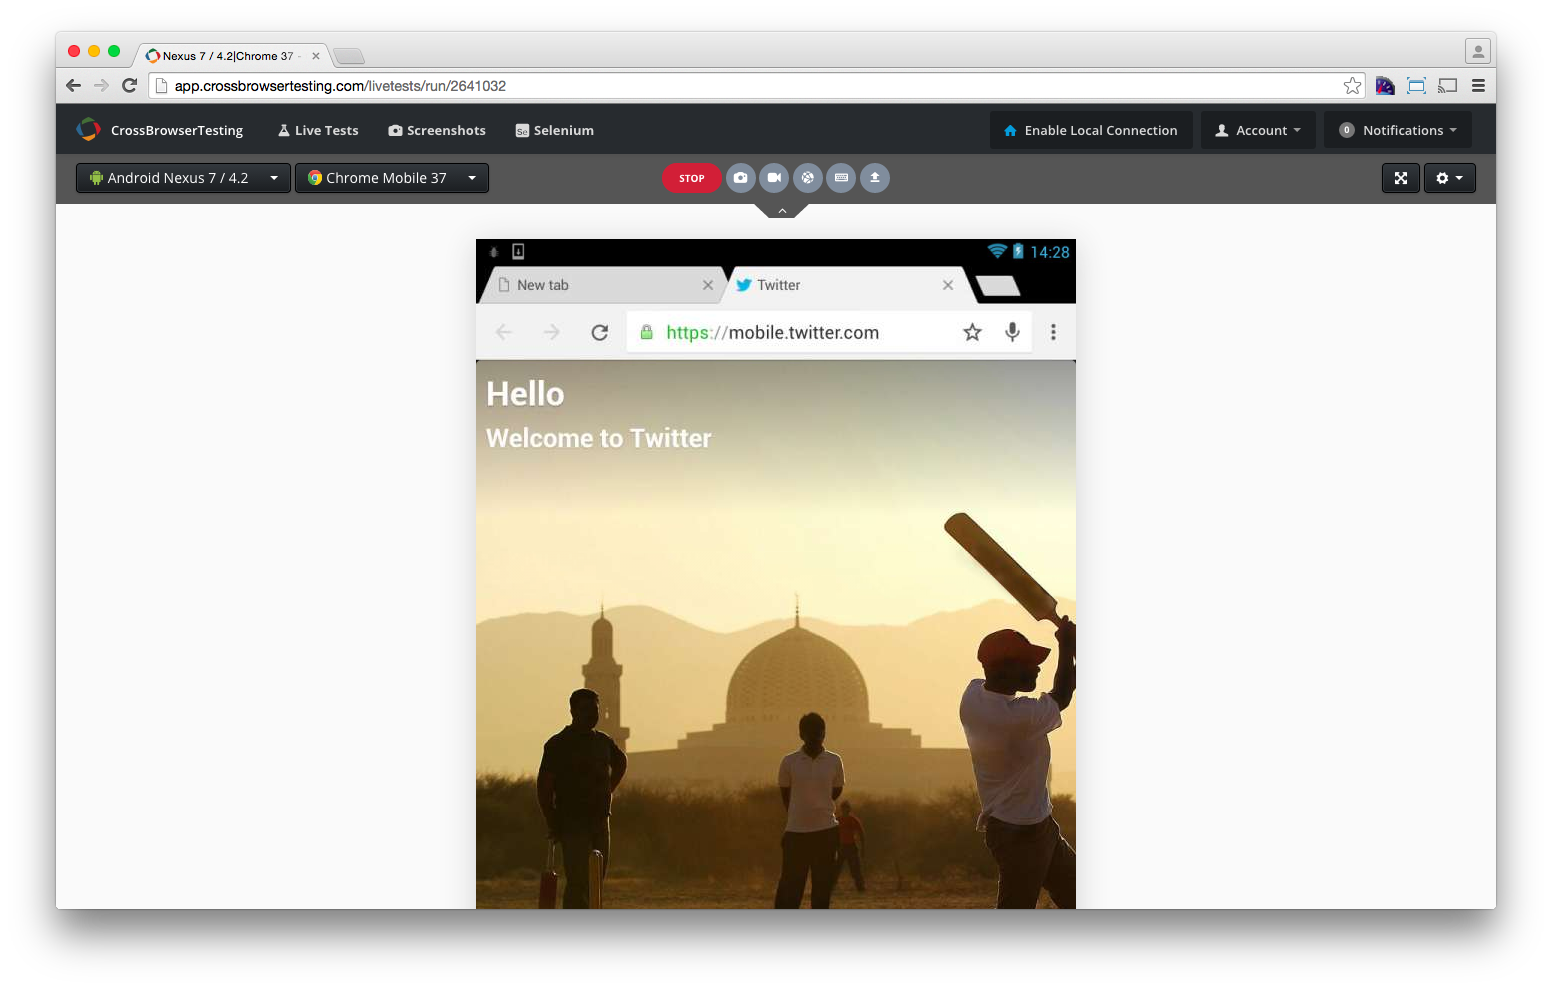 Nexus 7 / 4.2|Chrome 37 -
app.crossbrowsertesting.com/livetests/run/2641032
CrossBrowserTesting Live Tests Screenshots Se Selenium Enable Local Connection Account 0 Notifications
Android Nexus 7 / 4.2 Chrome Mobile 37 STOP
14:28
New tab Twitter
https://mobile.twitter.com
Hello
Welcome to Twitter